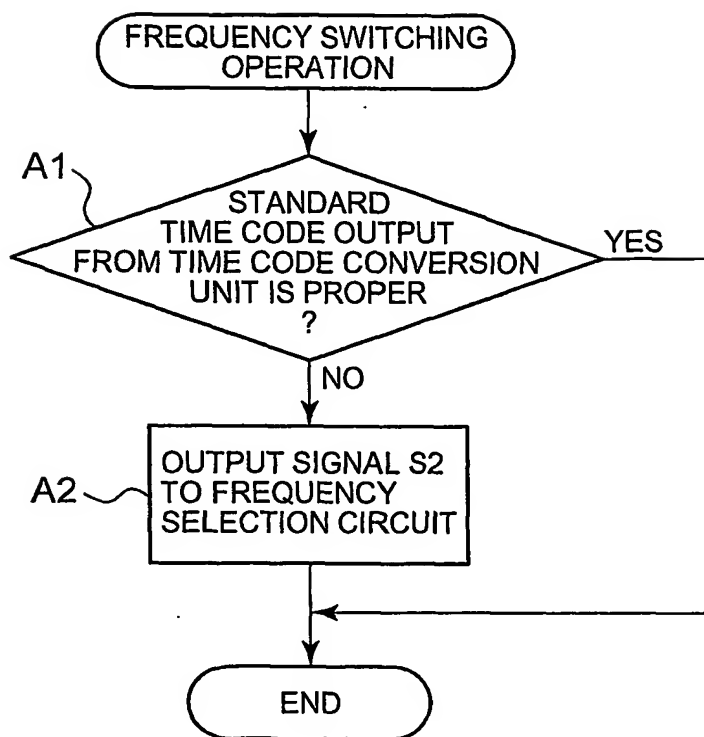 FREQUENCY SWITCHING
OPERATION
A1
STANDARD
TIME CODE OUTPUT
FROM TIME CODE CONVERSION
UNIT IS PROPER
?
YES
NO
A2
OUTPUT SIGNAL S2
TO FREQUENCY
SELECTION CIRCUIT
END